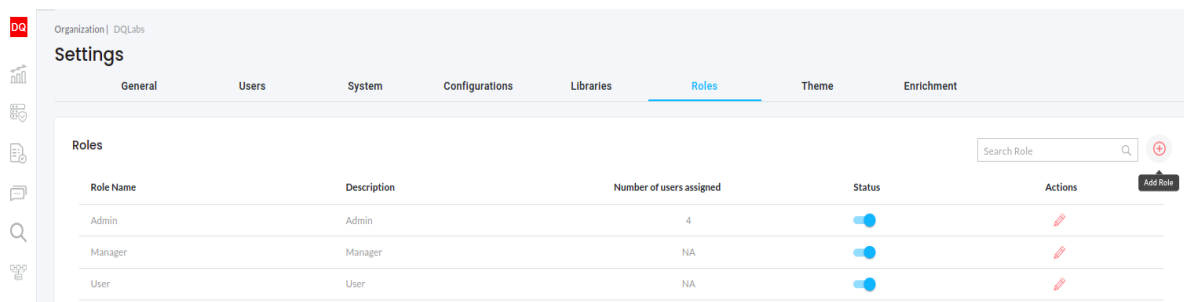 DQ
Organization | DQLabs
Settings
General Users System Configurations Libraries Roles Theme Enrichment
Roles
Search Role
Add Role
Role Name Description Number of users assigned Status Actions
Admin Admin 4
Manager Manager NA
User User NA